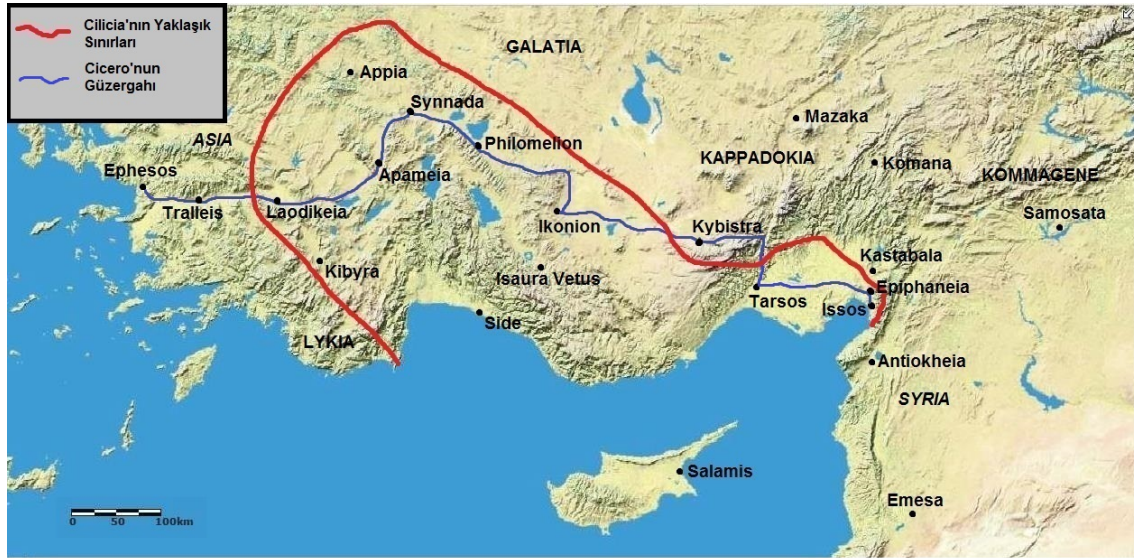 Cilicia'nın Yaklaşık
Sınırları
Cicero'nun
Güzergahı
GALATIA
Appia
Synnada
Mazaka
ASIA
Philomelion
KAPPADOKIA
Komana
Ephesos
Apameia
KOMMAGENE
Tralleis
Laodikeia
Ikonion
Samosata
Kybistra
Kibyra
Isaura Vetus
Kastabala
Epiphaneia
Tarsos
Issos
Side
LYKIA
Antiokheia
SYRIA
Salamis
Emesa
0 50 100km